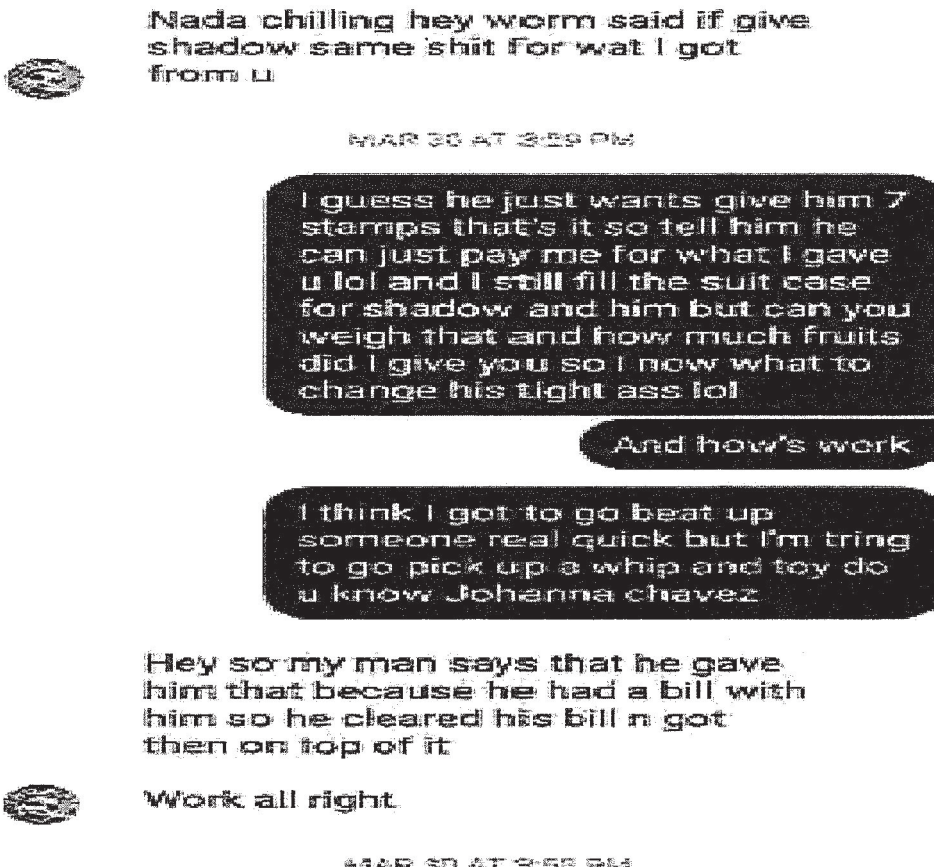 Nada chilling hey worm said if give
shadow same shit for wat I got
from u
MAR 30 AT PM
I guess he just wants give him 7
stamps that's it so tell him he
can just pay me for what I gave
u lol and I still fill the suit case
for shadow and him but can you
weigh that and how much fruits
did I give you so I now what to
change his tight ass lol
And how's work
I think I got to go beat up
someone real quick but I'm tring
to go pick up a whip and toy do
u know Johanna chavez
Hey so my man says that he gave
him that because he had a bill with
him so he cleared his bill n got
then on top of it
Work all right
MAR 30 AT PM